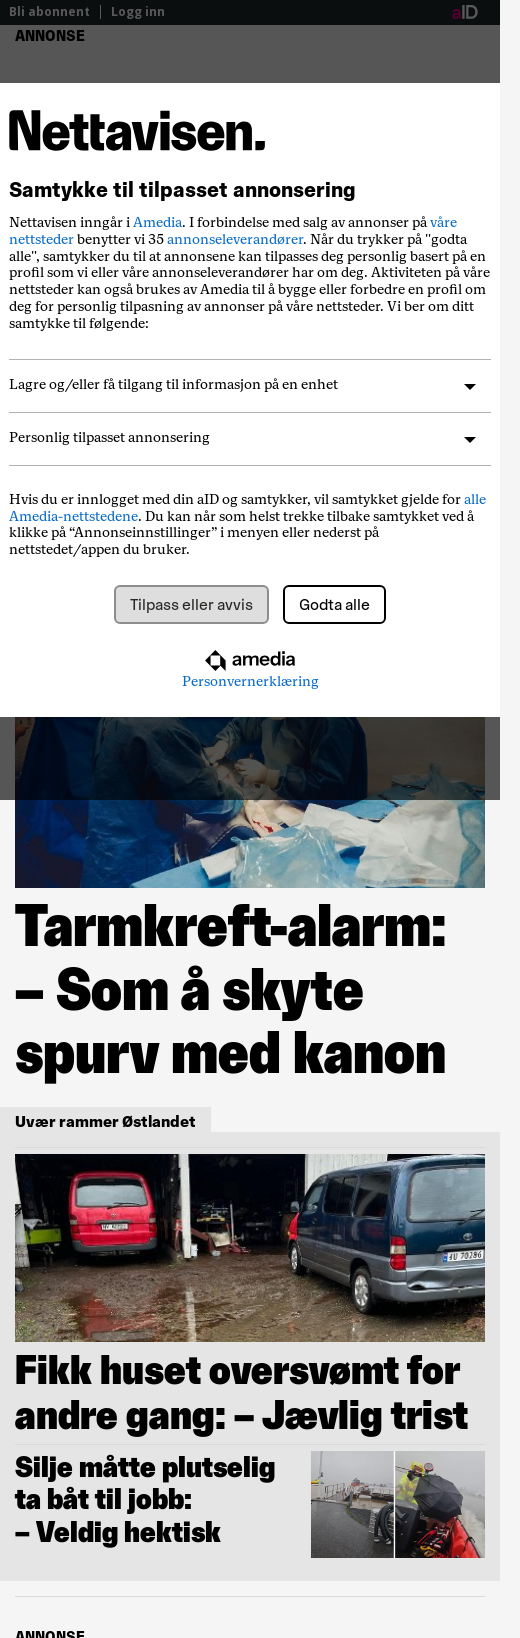 Bli abonnent
Logg inn
aID
ANNONSE
Nettavisen.
Samtykke til tilpasset annonsering
Nettavisen inngår i Amedia. I forbindelse med salg av annonser på våre
nettsteder benytter vi 35 annonseleverandører. Når du trykker på "godta
alle", samtykker du til at annonsene kan tilpasses deg personlig basert på en
profil som vi eller våre annonseleverandører har om deg. Aktiviteten på våre
nettsteder kan også brukes av Amedia til å bygge eller forbedre en profil om
deg for personlig tilpasning av annonser på våre nettsteder. Vi ber om ditt
samtykke til følgende:
Lagre og/eller få tilgang til informasjon på en enhet
Personlig tilpasset annonsering
Hvis du er innlogget med din aID og samtykker, vil samtykket gjelde for alle
Amedia-nettstedene. Du kan når som helst trekke tilbake samtykket ved å
klikke på “Annonseinnstillinger” i menyen eller nederst på
nettstedet/appen du bruker.
Tilpass eller avvis
Godta alle
amedia
Personvernerklæring
Tarmkreft-alarm:
– Som å skyte
spurv med kanon
Uvær rammer Østlandet
Fikk huset oversvømt for
andre gang: – Jævlig trist
Silje måtte plutselig
ta båt til jobb:
– Veldig hektisk
ANNONSE